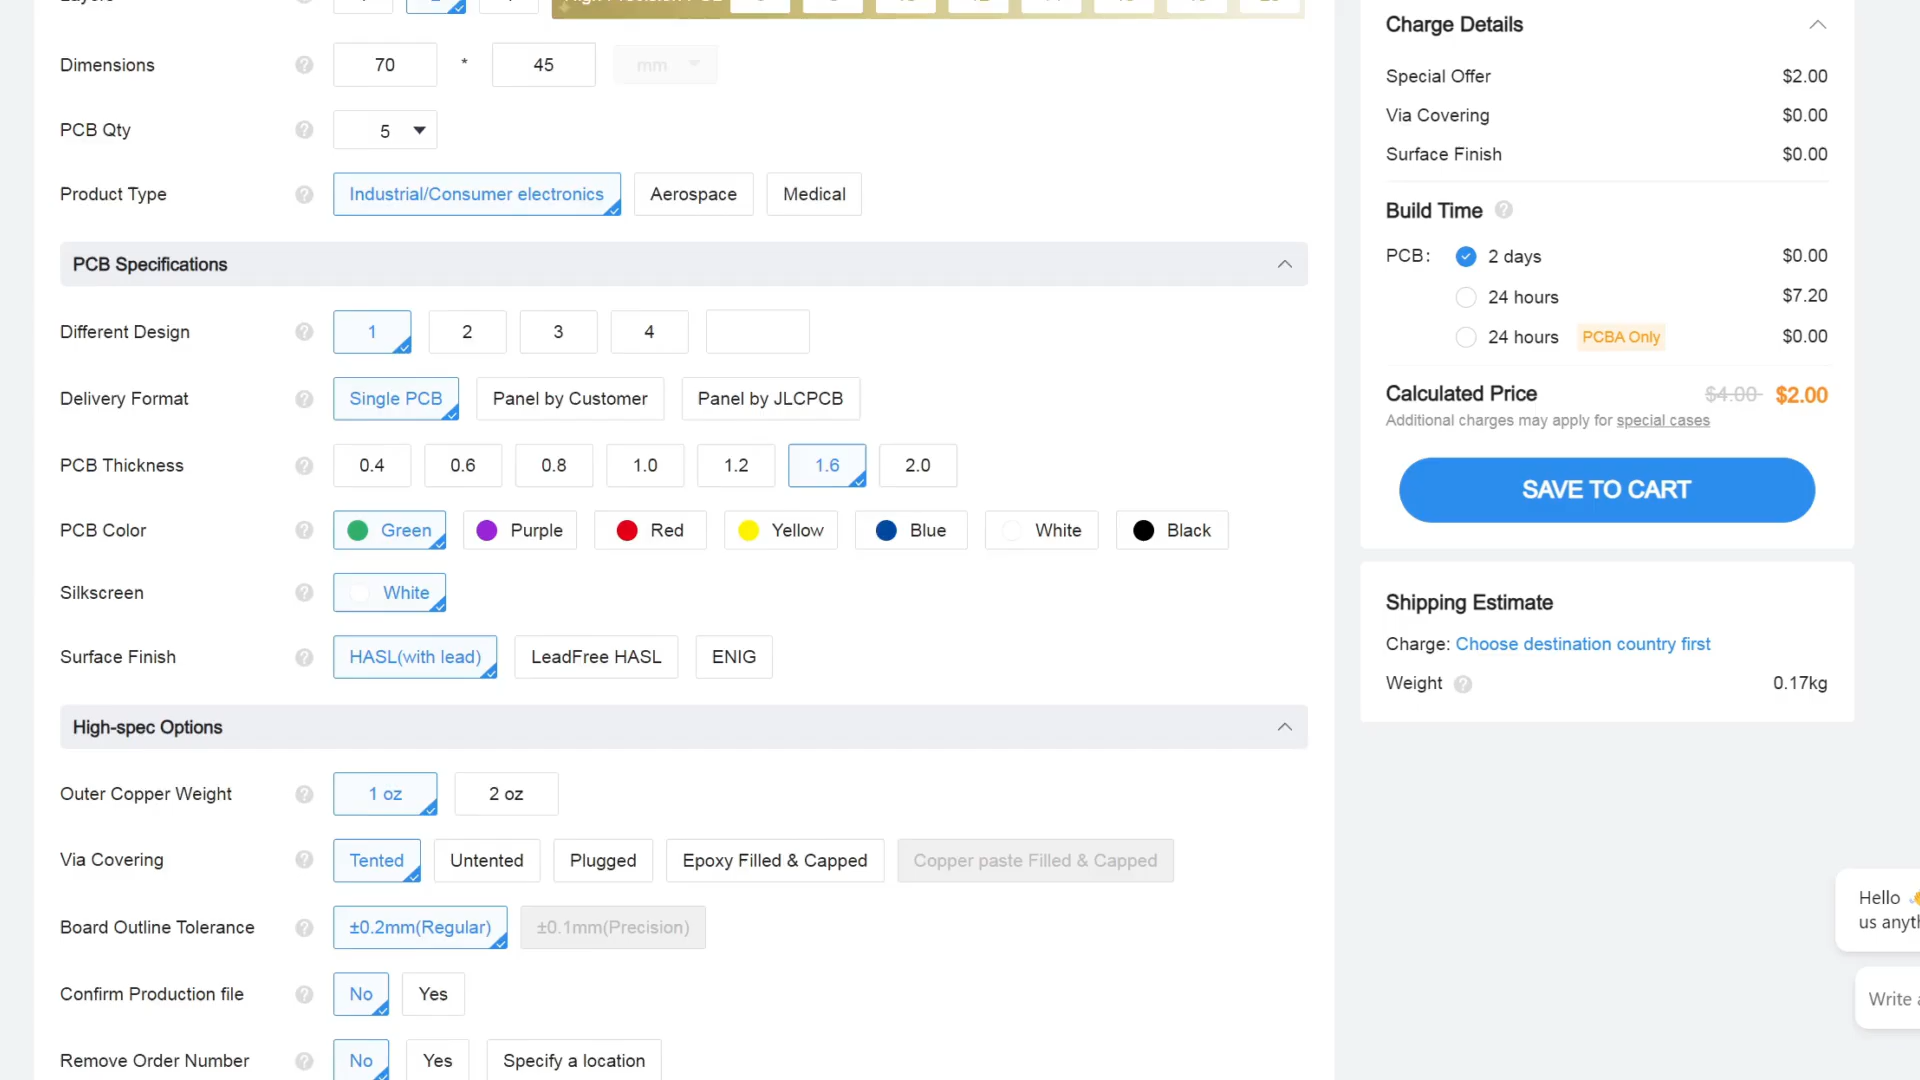 Dimensions 70 * 45 mm
PCB Qty 5
Product Type Industrial/Consumer electronics Aerospace Medical
PCB Specifications
Different Design 1 2 3 4
Delivery Format Single PCB Panel by Customer Panel by JLCPCB
PCB Thickness 0.4 0.6 0.8 1.0 1.2 1.6 2.0
PCB Color Green Purple Red Yellow Blue White Black
Silkscreen White
Surface Finish HASL(with lead) LeadFree HASL ENIG
High-spec Options
Outer Copper Weight 1 oz 2 oz
Via Covering Tented Untented Plugged Epoxy Filled & Capped Copper paste Filled & Capped
Board Outline Tolerance ±0.2mm(Regular) ±0.1mm(Precision)
Confirm Production file No Yes
Remove Order Number No Yes Specify a location
Charge Details
Special Offer $2.00
Via Covering $0.00
Surface Finish $0.00
Build Time
PCB: 2 days $0.00
24 hours $7.20
24 hours PCBA Only $0.00
Calculated Price $4.00 $2.00
Additional charges may apply for special cases
SAVE TO CART
Shipping Estimate
Charge: Choose destination country first
Weight 0.17kg
Hello
us anyth
Write a